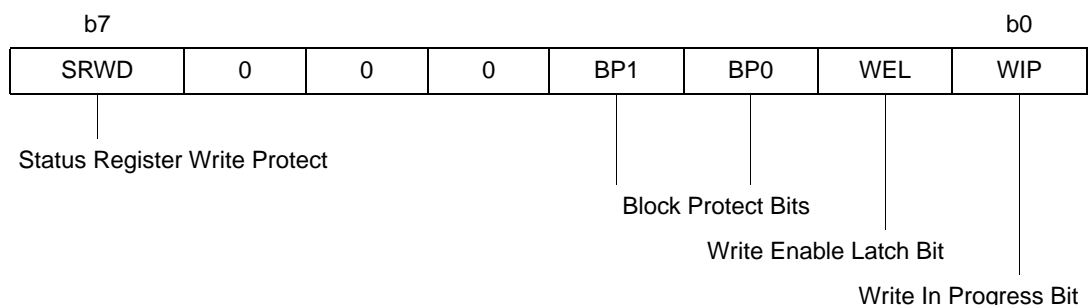 b7 b0
SRWD 0 0 0 BP1 BP0 WEL WIP
Status Register Write Protect
Block Protect Bits
Write Enable Latch Bit
Write In Progress Bit